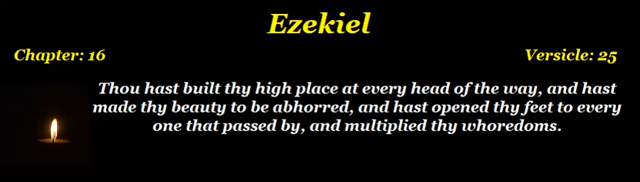 Ezekiel
Chapter: 16 Versicle: 25
Thou hast built thy high place at every head of the way, and hast
made thy beauty to be abhorred, and hast opened thy feet to every
one that passed by, and multiplied thy whoredoms.